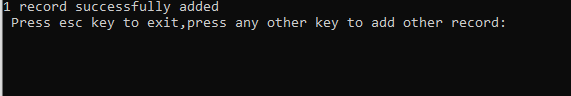 1 record successfully added
Press esc key to exit,press any other key to add other record: